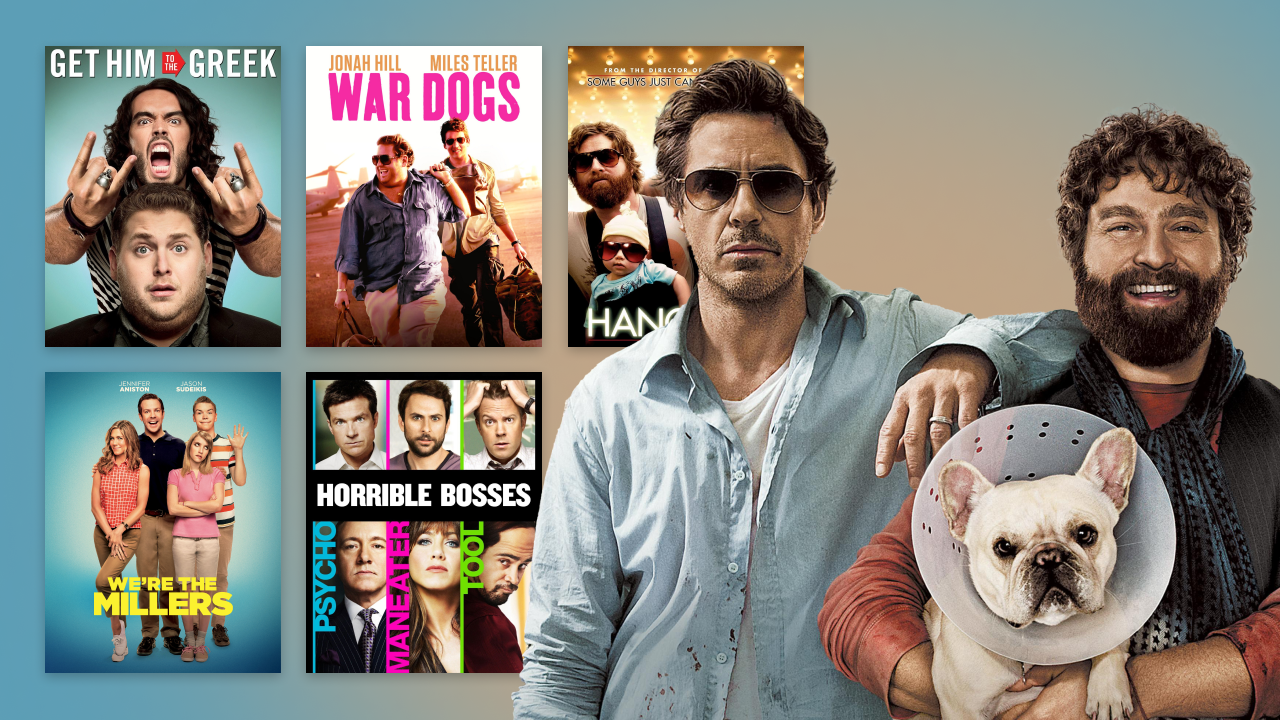 GET HIM TO THE GREEK
JONAH HILL MILES TELLER
WAR DOGS
FROM THE DIRECTOR OF
SOME GUYS JUST
HANG
JENNIFER ANISTON
JASON SUDEIKIS
WE'RE THE
MILLERS
HORRIBLE BOSSES
PSYCHO
MANEATER
TOOL